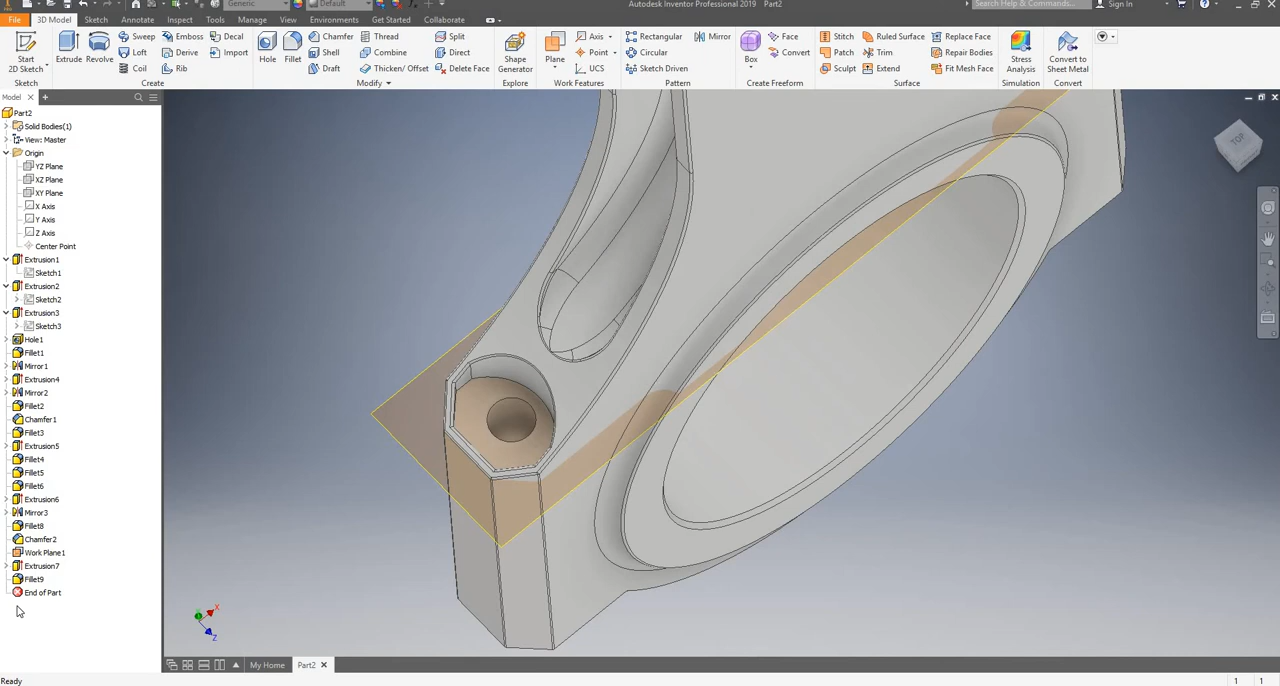 Generic Default Autodesk Inventor Professional 2019 Part2 Search Help & Commands... Sign In
File 3D Model Sketch Annotate Inspect Tools Manage View Environments Get Started Collaborate
Start 2D Sketch
Sketch
Extrude Revolve
Sweep Emboss Decal
Loft Derive Import
Coil Rib
Create
Hole Fillet
Chamfer Thread Split
Shell Combine Direct
Draft Thicken/ Offset Delete Face
Modify
Shape Generator
Explore
Plane
Axis
Point
UCS
Work Features
Rectangular Mirror
Circular
Sketch Driven
Pattern
Box
Face
Convert
Create Freeform
Stitch Ruled Surface Replace Face
Patch Trim Repair Bodies
Sculpt Extend Fit Mesh Face
Surface
Stress Analysis
Simulation
Convert to Sheet Metal
Convert
Model
Part2
Solid Bodies(1)
View: Master
Origin
YZ Plane
XZ Plane
XY Plane
X Axis
Y Axis
Z Axis
Center Point
Extrusion1
Sketch1
Extrusion2
Sketch2
Extrusion3
Sketch3
Hole1
Fillet1
Mirror1
Extrusion4
Mirror2
Fillet2
Chamfer1
Fillet3
Extrusion5
Fillet4
Fillet5
Fillet6
Extrusion6
Mirror3
Fillet8
Chamfer2
Work Plane1
Extrusion7
Fillet9
End of Part
TOP
X
Z
My Home Part2
Ready 1 1